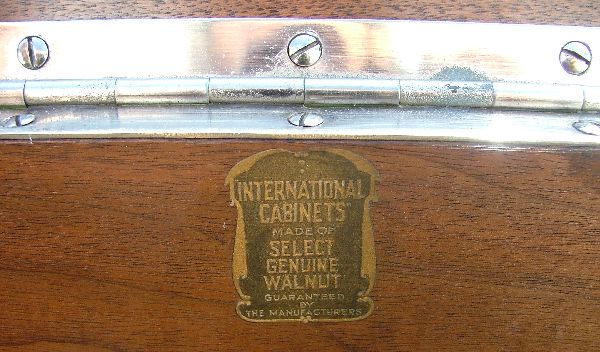 INTERNATIONAL
CABINETS"
MADE OF
SELECT
GENUINE
WALNUT
GUARANTEED
BY
THE MANUFACTURERS